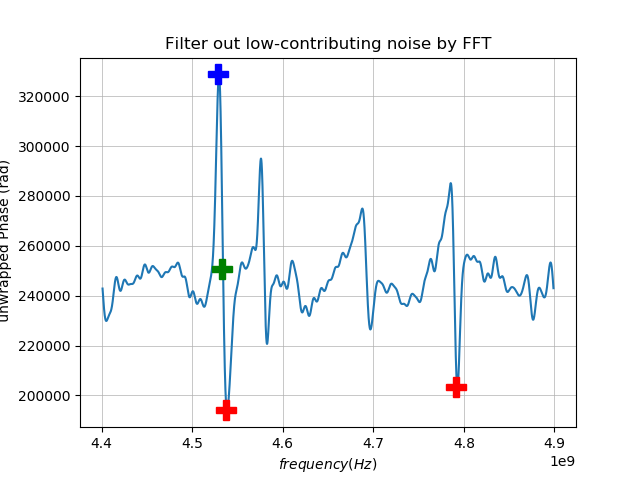 Filter out low-contributing noise by FFT
unwrapped Phase (rad)
320000
300000
280000
260000
240000
220000
200000
4.4 4.5 4.6 4.7 4.8 4.9
1e9
frequency(Hz)